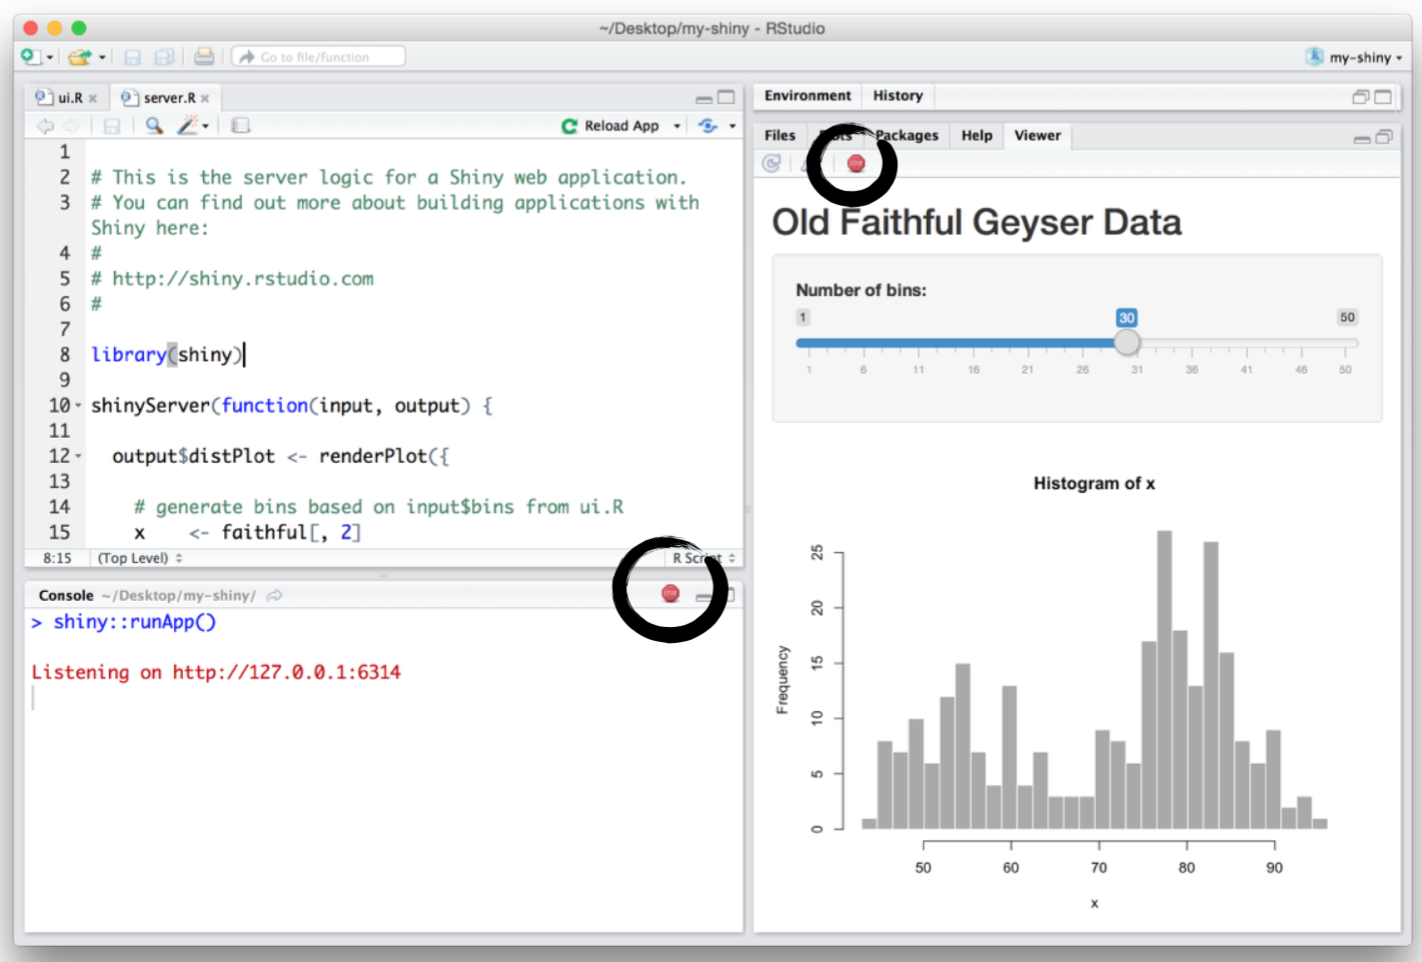 ~/Desktop/my-shiny - RStudio
Go to file/function
my-shiny
ui.R
server.R
Reload App
1
2 # This is the server logic for a Shiny web application.
3 # You can find out more about building applications with
Shiny here:
4 #
5 # http://shiny.rstudio.com
6 #
7
8 library(shiny)
9
10 shinyServer(function(input, output) {
11
12 output$distPlot <- renderPlot({
13
14 # generate bins based on input$bins from ui.R
15 x <- faithful[, 2]
8:15 (Top Level) R Script
Console ~/Desktop/my-shiny/
> shiny::runApp()
Listening on http://127.0.0.1:6314
Environment History
Files Plots Packages Help Viewer
Old Faithful Geyser Data
Number of bins:
1 30 50
1 6 11 16 21 26 31 36 41 46 50
Histogram of x
Frequency
25
20
15
10
5
0
50 60 70 80 90
x